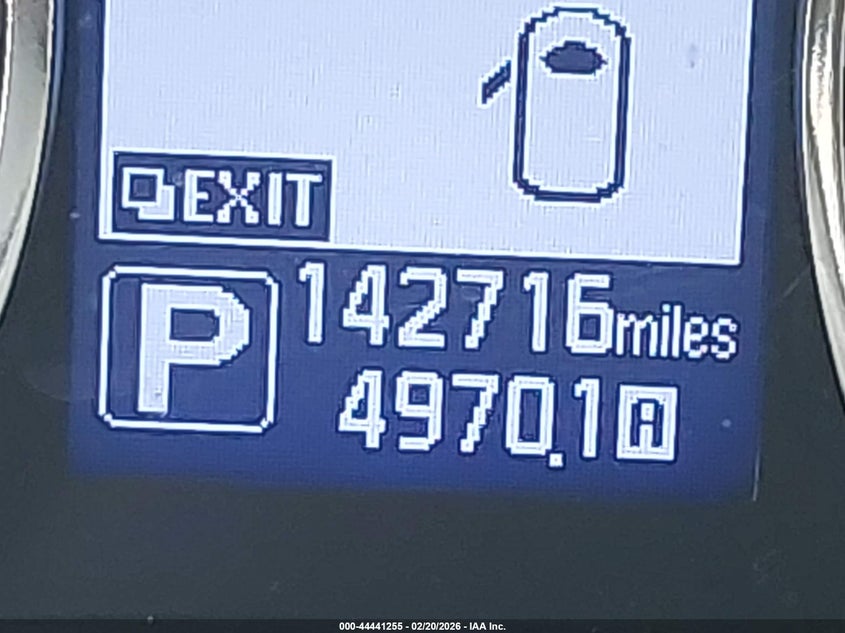 EXIT
P
142716miles
4970.1A
000-44441255 - 02/20/2026 - IAA Inc.